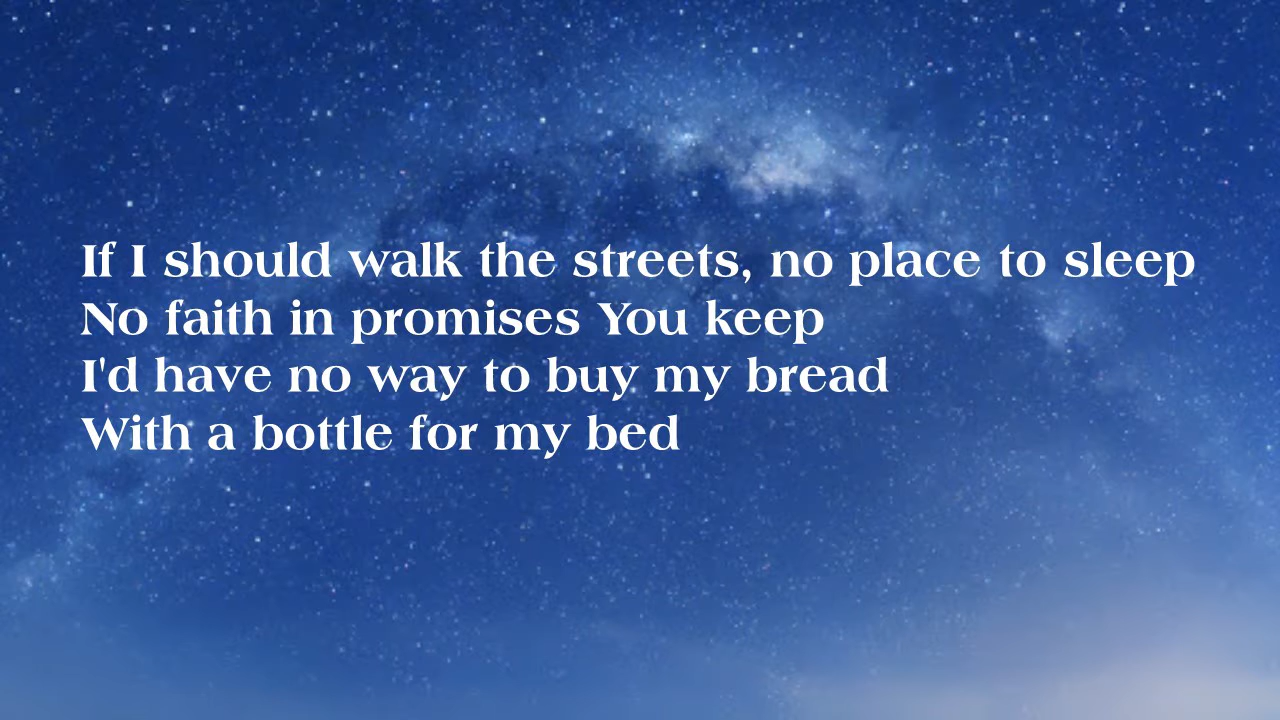 If I should walk the streets, no place to sleep
No faith in promises You keep
I'd have no way to buy my bread
With a bottle for my bed